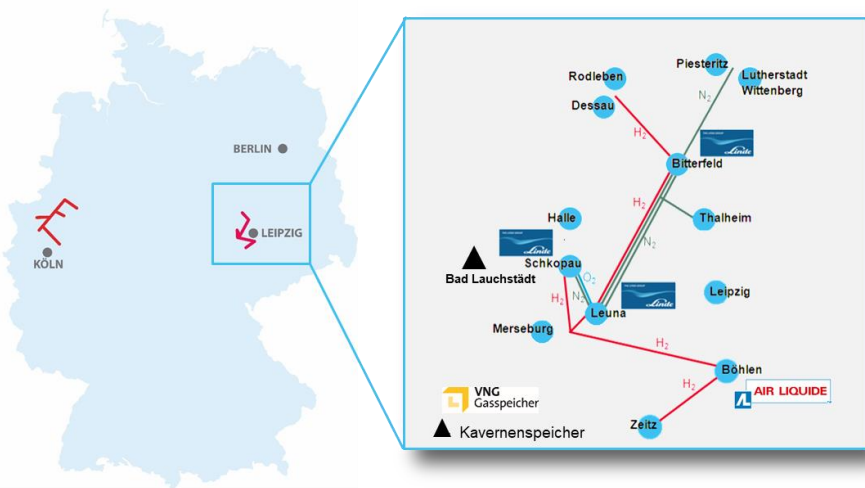 BERLIN
LEIPZIG
KÖLN
Piesteritz
Rodleben
Lutherstadt
Wittenberg
Dessau
N₂
H₂
Linde
Bitterfeld
H₂
Halle
Thalheim
N₂
Linde
Schkopau
O₂
Bad Lauchstädt
H₂
N₂
Linde
Leipzig
Leuna
Merseburg
H₂
Böhlen
H₂
AIR LIQUIDE
VNG
Gasspeicher
Zeitz
Kavernenspeicher